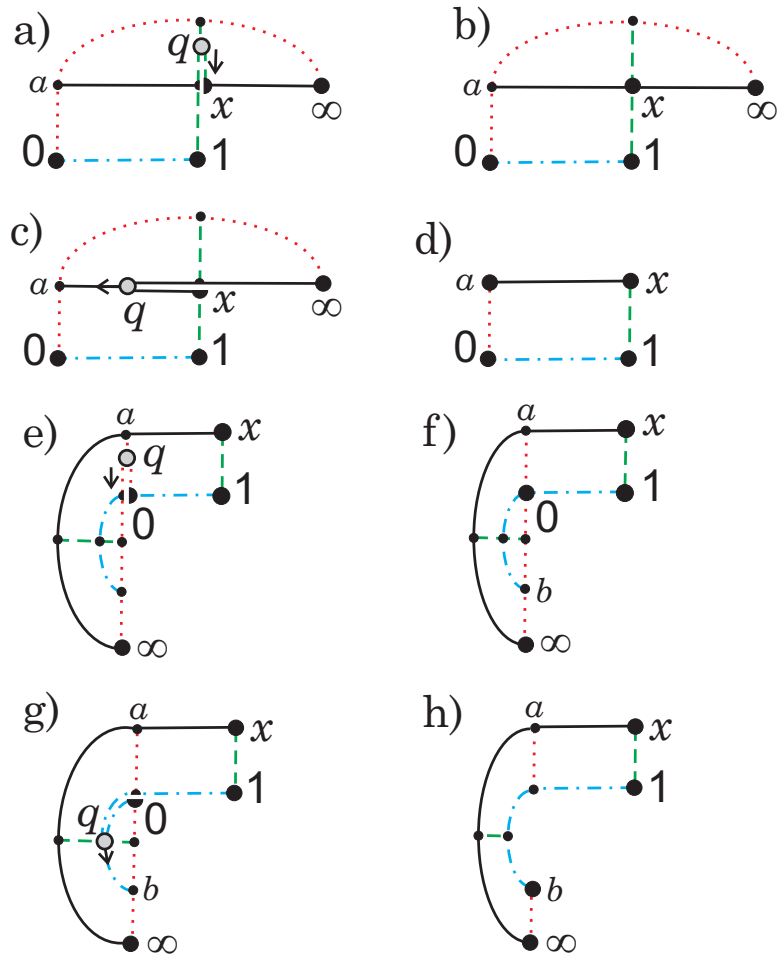 a)
q
a
x
∞
0
1
b)
a
x
∞
0
1
c)
a
q
x
∞
0
1
d)
a
x
0
1
e)
a
x
q
1
0
∞
f)
a
x
1
0
b
∞
g)
a
x
1
0
q
b
∞
h)
a
x
1
b
∞